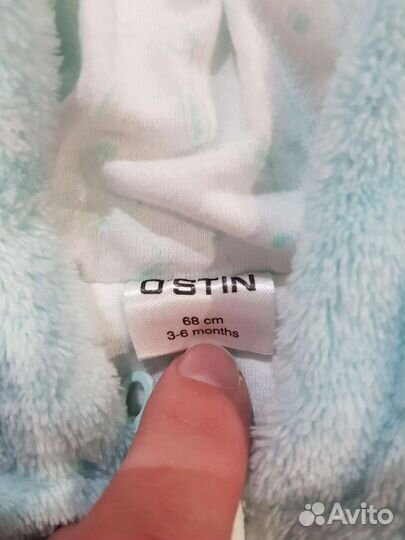 O STIN
68 cm
3-6 months
Avito